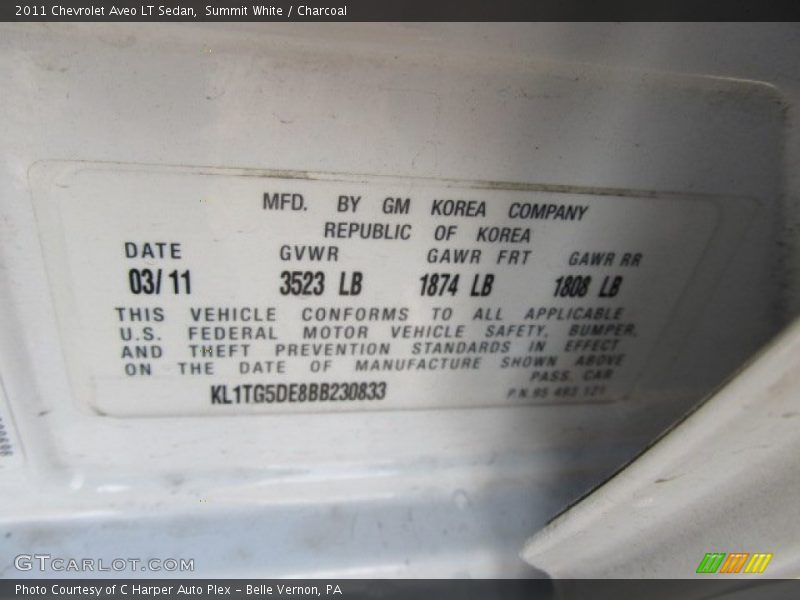 2011 Chevrolet Aveo LT Sedan, Summit White / Charcoal
MFD. BY GM KOREA COMPANY
REPUBLIC OF KOREA
DATE GVWR GAWR FRT GAWR RR
03/11 3523 LB 1874 LB 1808 LB
THIS VEHICLE CONFORMS TO ALL APPLICABLE
U.S. FEDERAL MOTOR VEHICLE SAFETY, BUMPER,
AND THEFT PREVENTION STANDARDS IN EFFECT
ON THE DATE OF MANUFACTURE SHOWN ABOVE
PASS. CAR
KL1TG5DE8BB230833 P.N.95 493 121
GTCARLOT.COM
Photo Courtesy of C Harper Auto Plex – Belle Vernon, PA